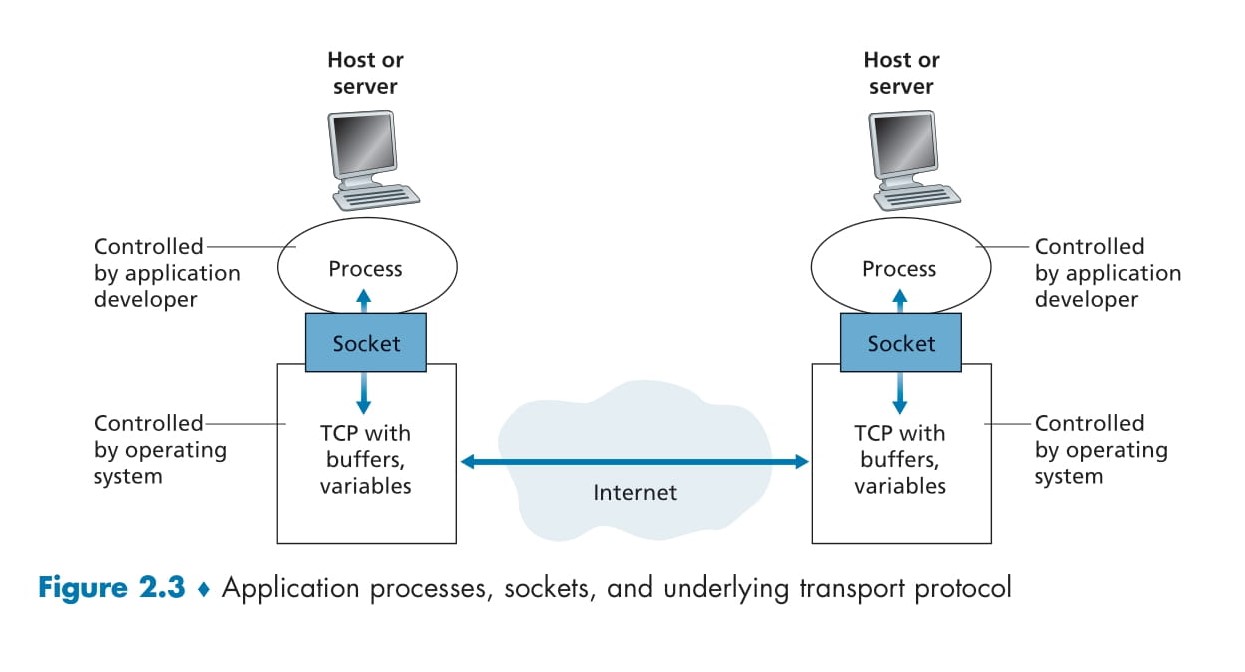 Host or
server
Host or
server
Controlled
by application
developer
Process
Process
Controlled
by application
developer
Socket
Socket
Controlled
by operating
system
TCP with
buffers,
variables
Internet
TCP with
buffers,
variables
Controlled
by operating
system
Figure 2.3 ♦ Application processes, sockets, and underlying transport protocol